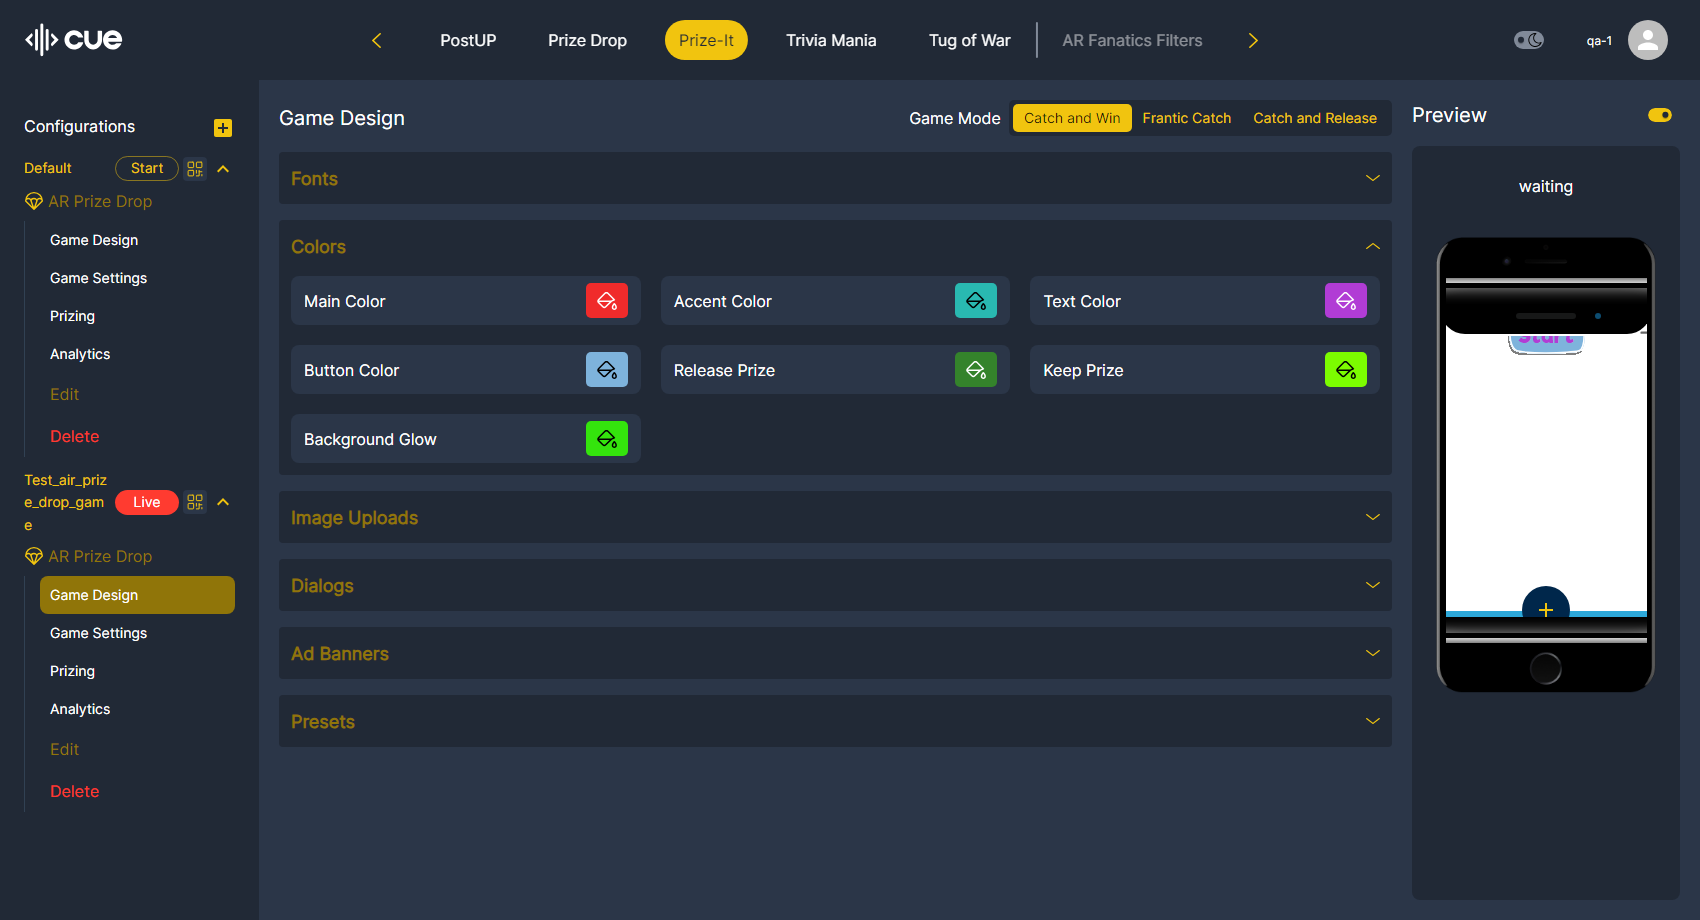 cue
PostUP
Prize Drop
Prize-It
Trivia Mania
Tug of War
AR Fanatics Filters
qa-1
Configurations
Default
Start
AR Prize Drop
Game Design
Game Settings
Prizing
Analytics
Edit
Delete
Test_air_priz
e_drop_gam
e
Live
AR Prize Drop
Game Design
Game Settings
Prizing
Analytics
Edit
Delete
Game Design
Game Mode
Catch and Win
Frantic Catch
Catch and Release
Fonts
Colors
Main Color
Accent Color
Text Color
Button Color
Release Prize
Keep Prize
Background Glow
Image Uploads
Dialogs
Ad Banners
Presets
Preview
waiting
Start